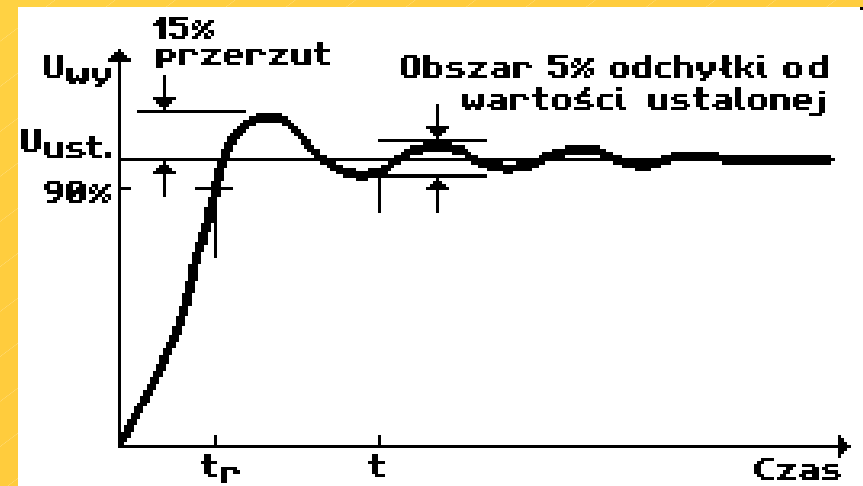 15%
przerzut
Uwy
Obszar 5% odchyłki od
wartości ustalonej
Uust.
90%
tr
t
Czas